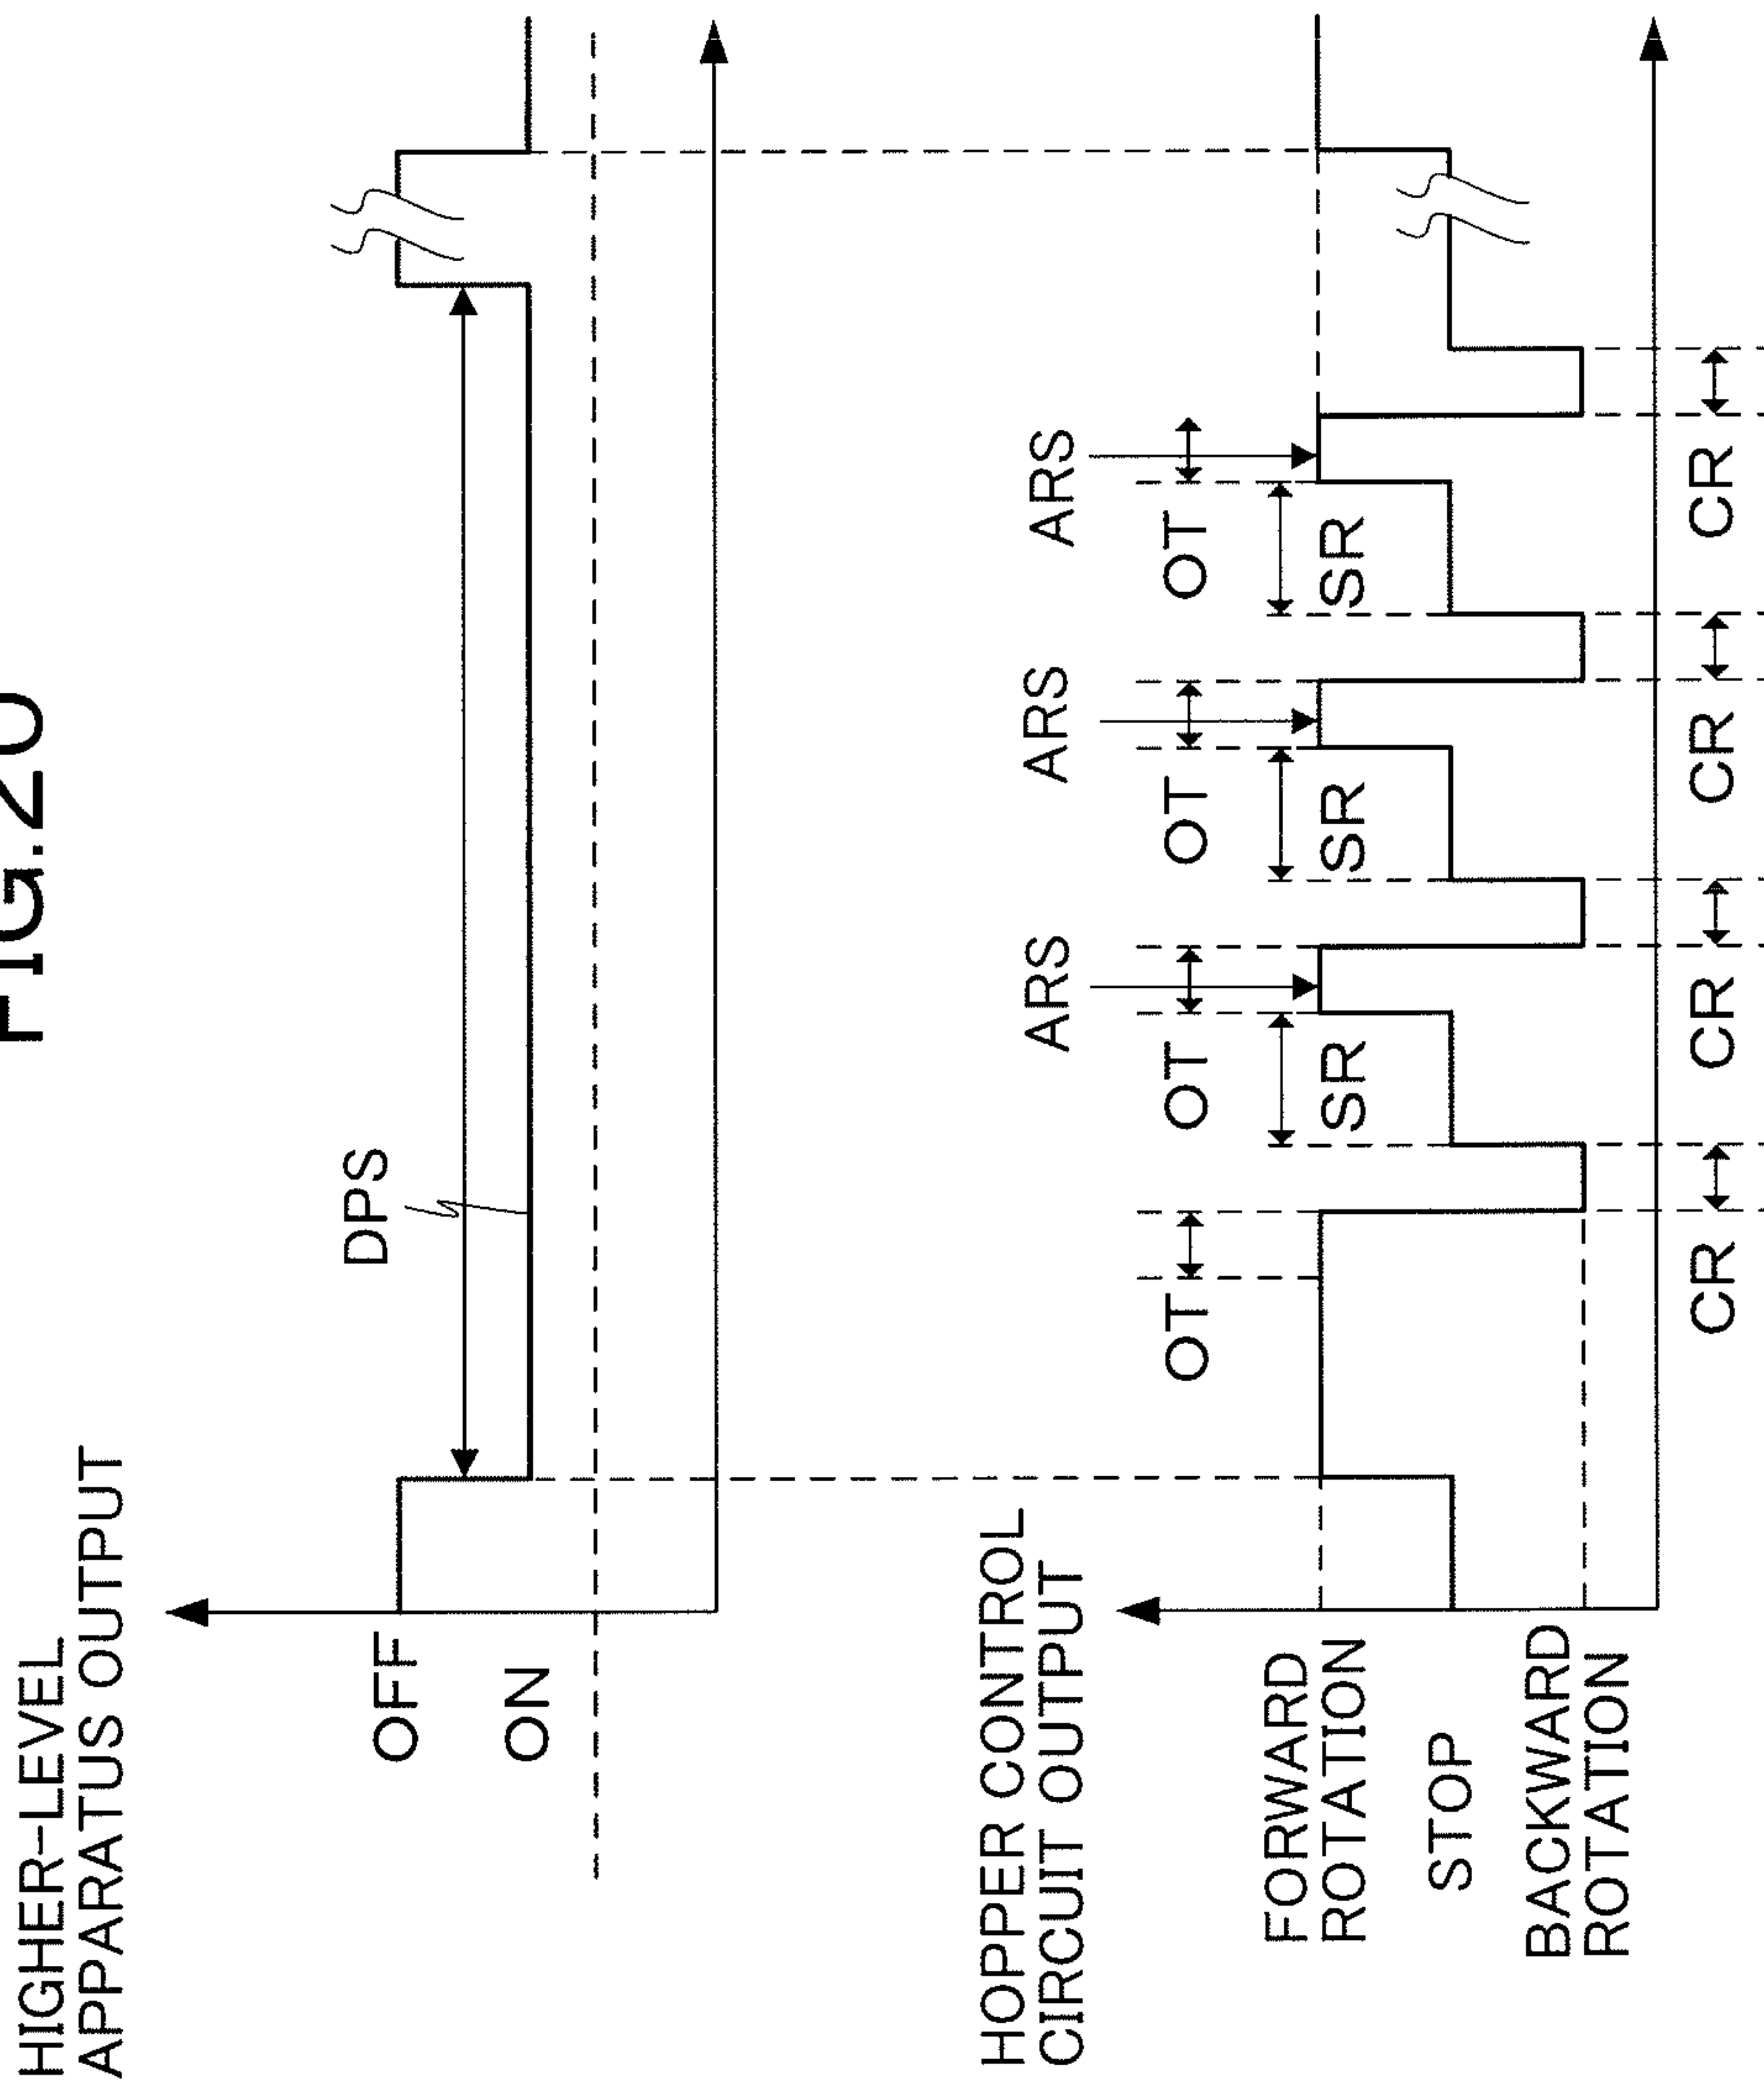 FIG.20
HIGHER-LEVEL
APPARATUS OUTPUT
OFF
ON
DPS
HOPPER CONTROL
CIRCUIT OUTPUT
FORWARD
ROTATION
STOP
BACKWARD
ROTATION
ARS
ARS
ARS
OT
OT
OT
OT
SR
SR
SR
CR
CR
CR
CR